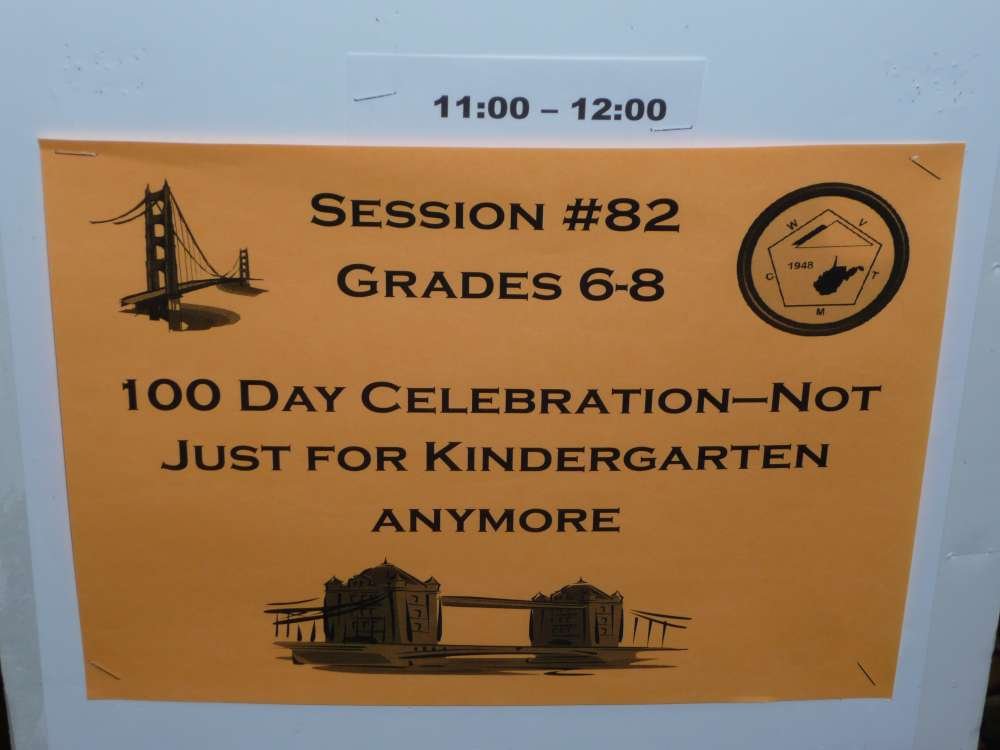 11:00 – 12:00
SESSION #82
GRADES 6-8
W V
1948
C T
M
100 DAY CELEBRATION—NOT
JUST FOR KINDERGARTEN
ANYMORE